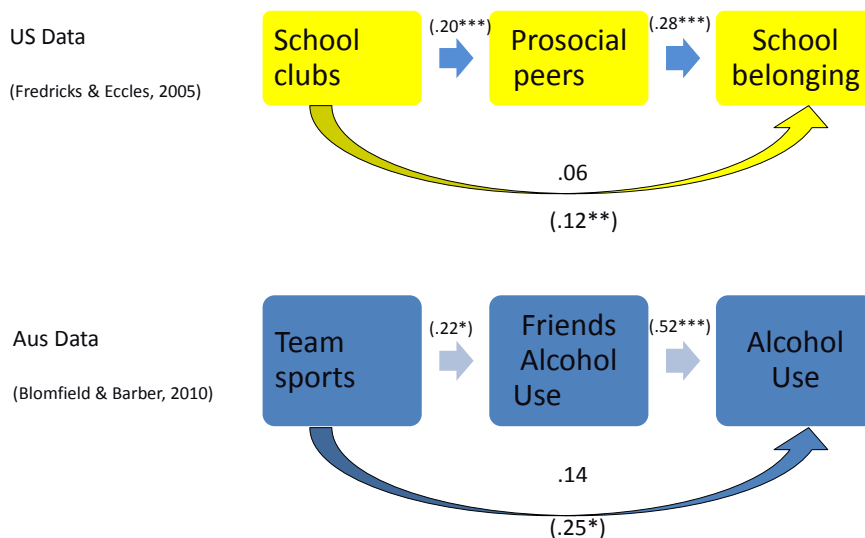 US Data
(Fredricks & Eccles, 2005)
School
clubs
(.20***)
Prosocial
peers
(.28***)
School
belonging
.06
(.12**)
Aus Data
(Blomfield & Barber, 2010)
Team
sports
(.22*)
Friends
Alcohol
Use
(.52***)
Alcohol
Use
.14
(.25*)